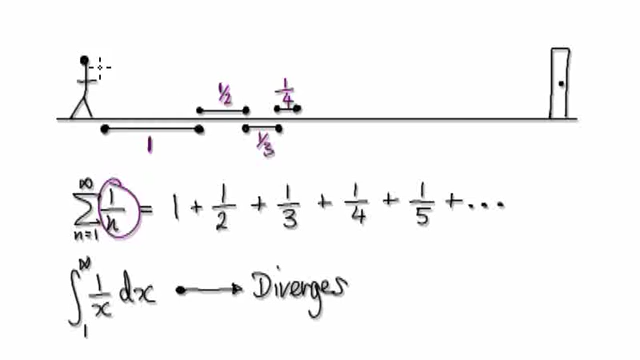 1/2 1/4
1 1/3
∞
∑ 1/n = 1 + 1/2 + 1/3 + 1/4 + 1/5 + ...
n=1
∞
∫ 1/x dx → Diverges
1